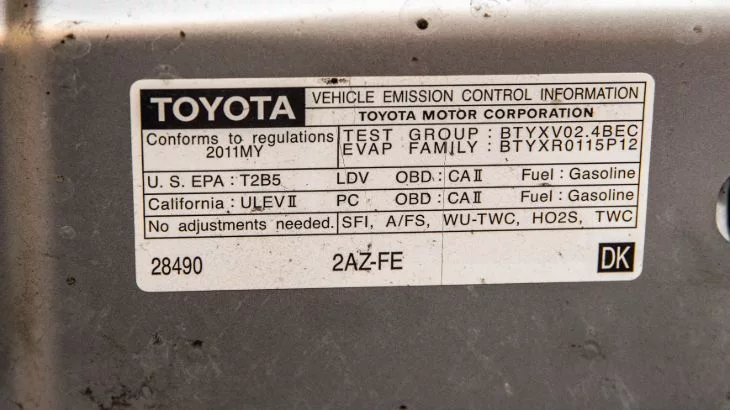 TOYOTA VEHICLE EMISSION CONTROL INFORMATION
TOYOTA MOTOR CORPORATION
Conforms to regulations
2011MY
TEST GROUP : BTYXV02.4BEC
EVAP FAMILY : BTYXR0115P12
U. S. EPA : T2B5 LDV OBD : CAⅡ Fuel : Gasoline
California : ULEVⅡ PC OBD : CAⅡ Fuel : Gasoline
No adjustments needed. SFI, A/FS, WU-TWC, HO2S, TWC
28490 2AZ-FE DK